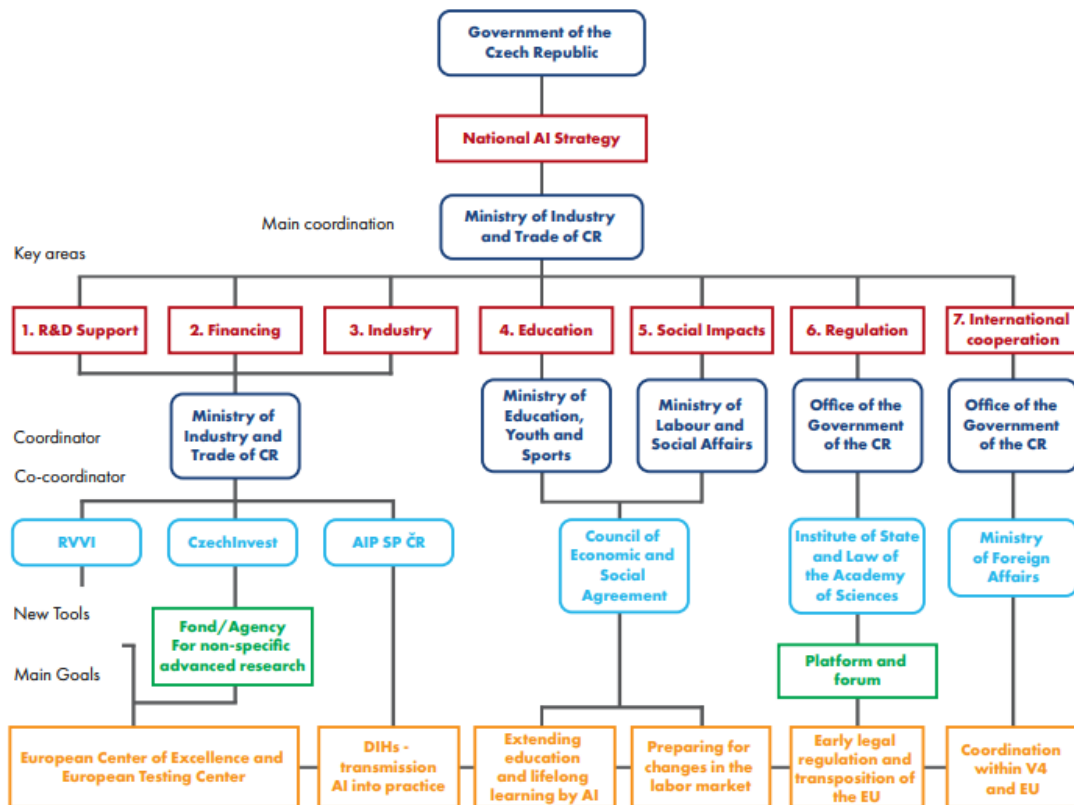 Government of the
Czech Republic
National AI Strategy
Main coordination
Ministry of Industry
and Trade of CR
Key areas
1. R&D Support
2. Financing
3. Industry
4. Education
5. Social Impacts
6. Regulation
7. International
cooperation
Coordinator
Ministry of
Industry and
Trade of CR
Ministry of
Education,
Youth and
Sports
Ministry of
Labour and
Social Affairs
Office of the
Government
of the CR
Office of the
Government
of the CR
Co-coordinator
RVVI
CzechInvest
AIP SP ČR
Council of
Economic and
Social
Agreement
Institute of State
and Law of
the Academy
of Sciences
Ministry
of Foreign
Affairs
New Tools
Fond/Agency
For non-specific
advanced research
Platform and
forum
Main Goals
European Center of Excellence and
European Testing Center
DIHs -
transmission
AI into practice
Extending
education
and lifelong
learning by AI
Preparing for
changes in the
labor market
Early legal
regulation and
transposition of
the EU
Coordination
within V4
and EU